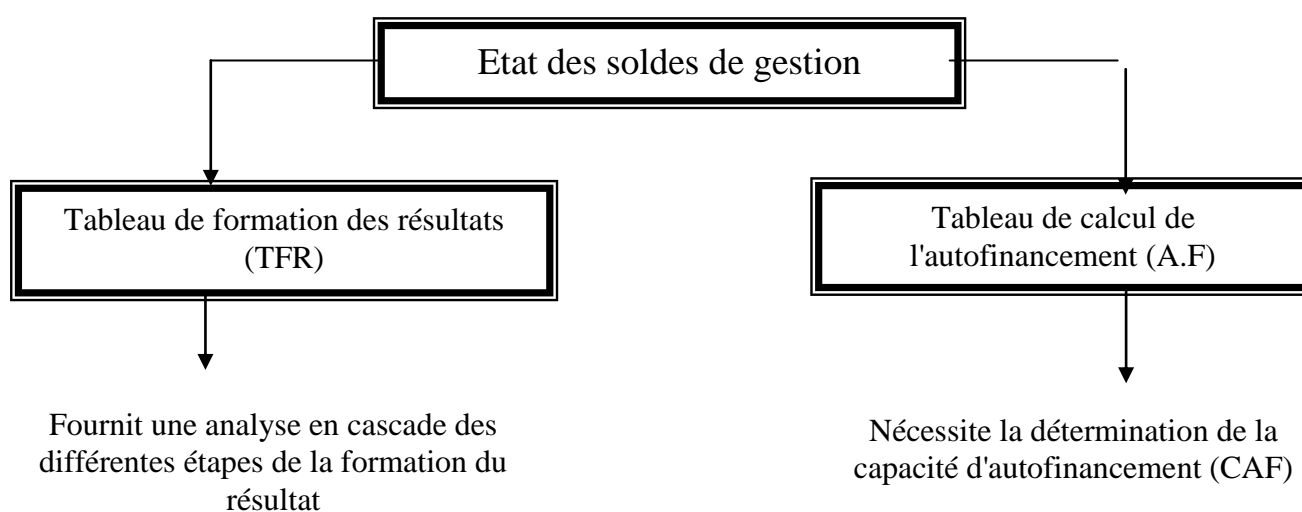 Etat des soldes de gestion
Tableau de formation des résultats
(TFR)
Tableau de calcul de
l'autofinancement (A.F)
Fournit une analyse en cascade des
différentes étapes de la formation du
résultat
Nécessite la détermination de la
capacité d'autofinancement (CAF)